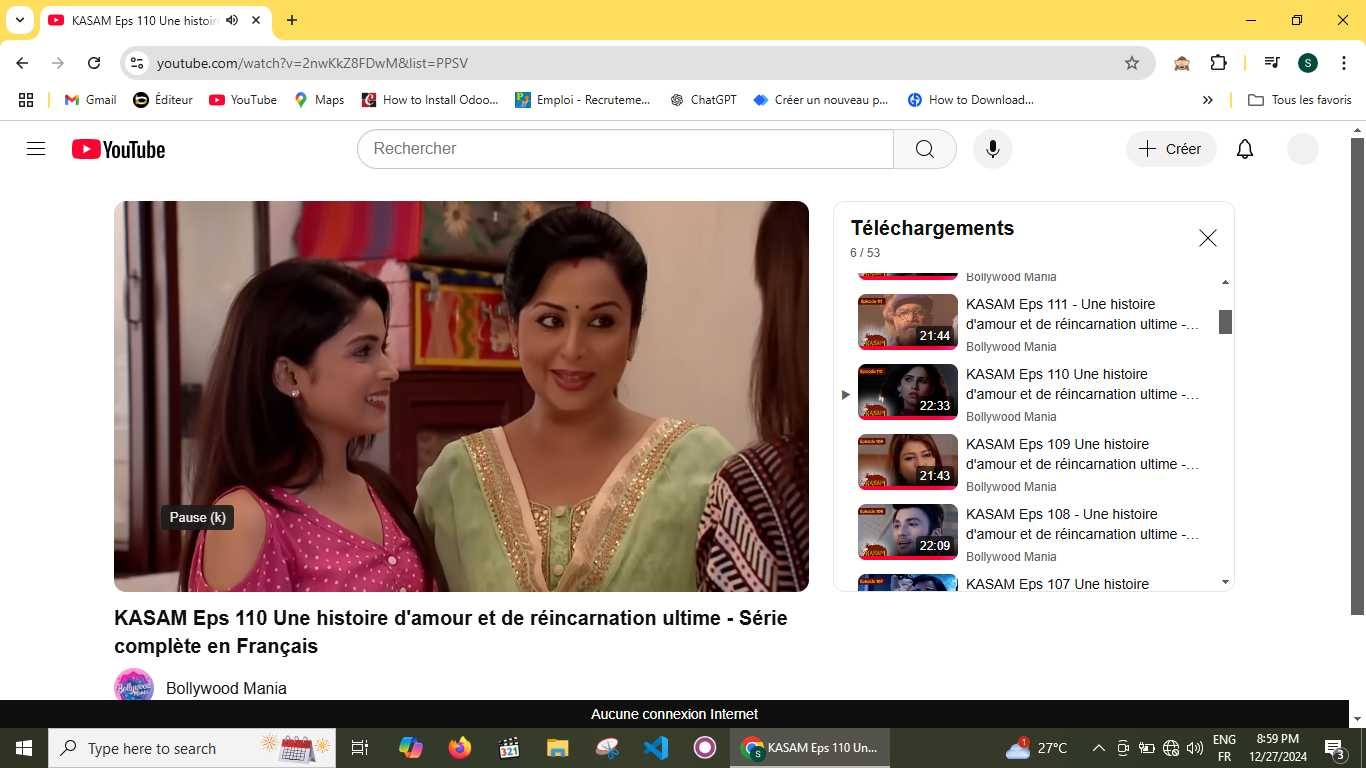 KASAM Eps 110 Une histoir
youtube.com/watch?v=2nwKkZ8FDwM&list=PPSV
S
Gmail
Éditeur
YouTube
Maps
How to Install Odoo...
Emploi - Recruteme...
ChatGPT
Créer un nouveau p...
How to Download...
Tous les favoris
YouTube
Rechercher
Créer
Téléchargements
6 / 53
Bollywood Mania
KASAM Eps 111 - Une histoire
d'amour et de réincarnation ultime -...
21:44
Bollywood Mania
KASAM Eps 110 Une histoire
d'amour et de réincarnation ultime -...
22:33
Bollywood Mania
KASAM Eps 109 Une histoire
d'amour et de réincarnation ultime -...
21:43
Bollywood Mania
KASAM Eps 108 - Une histoire
d'amour et de réincarnation ultime -...
22:09
Bollywood Mania
KASAM Eps 107 Une histoire
Pause (k)
KASAM Eps 110 Une histoire d'amour et de réincarnation ultime - Série
complète en Français
Bollywood Mania
Aucune connexion Internet
Type here to search
321
KASAM Eps 110 Un...
27°C
ENG
FR
8:59 PM
12/27/2024
3